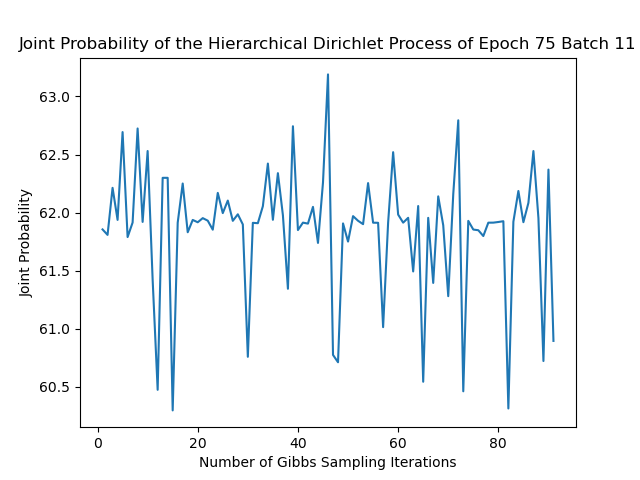 Joint Probability of the Hierarchical Dirichlet Process of Epoch 75 Batch 11
63.0
62.5
62.0
61.5
61.0
60.5
Joint Probability
0 20 40 60 80
Number of Gibbs Sampling Iterations